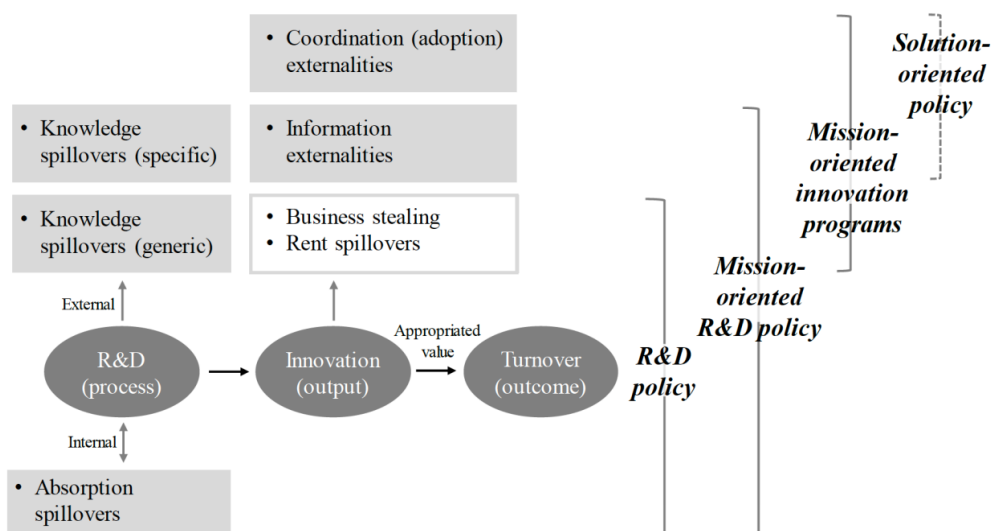 • Coordination (adoption)
externalities
• Knowledge
spillovers (specific)
• Information
externalities
• Knowledge
spillovers (generic)
• Business stealing
• Rent spillovers
External
R&D
(process)
Innovation
(output)
Appropriated
value
Turnover
(outcome)
Internal
• Absorption
spillovers
R&D
policy
Mission-
oriented
R&D policy
Mission-
oriented
innovation
programs
Solution-
oriented
policy